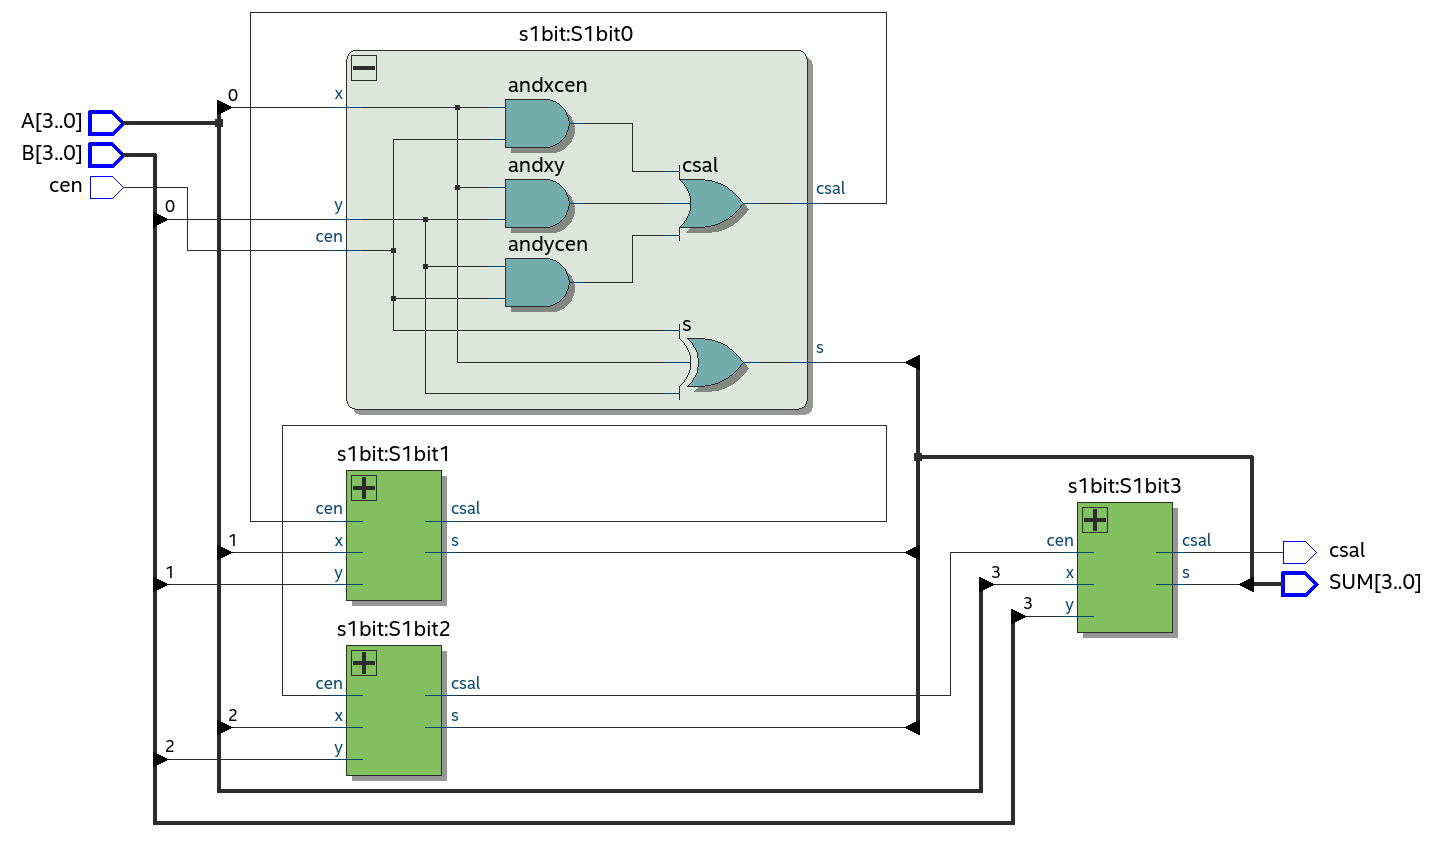 s1bit:S1bit0
A[3..0]
B[3..0]
cen
0
x
0
y
cen
andxcen
andxy
andycen
csal
s
csal
s
s1bit:S1bit1
cen
1
x
1
y
csal
s
s1bit:S1bit2
cen
2
x
2
y
csal
s
s1bit:S1bit3
cen
3
x
3
y
csal
s
csal
SUM[3..0]